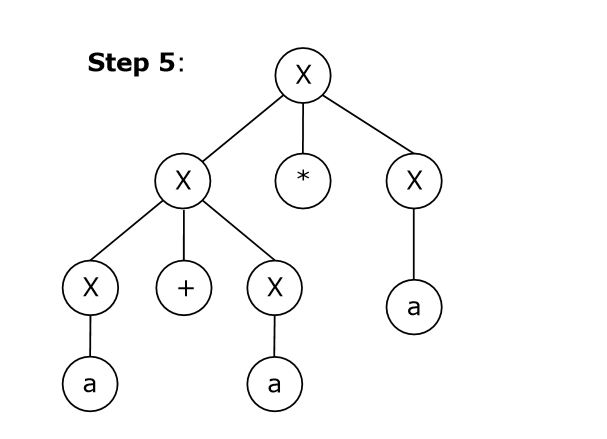 Step 5:
X
X * X
X + X
a
a a